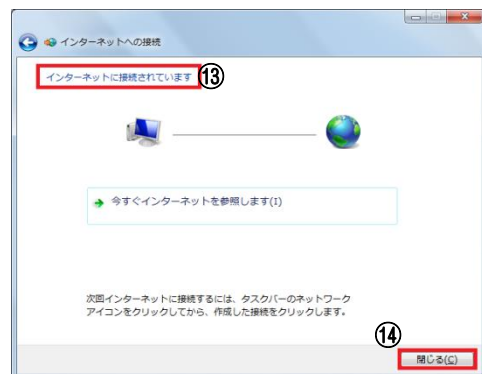 インターネットへの接続
インターネットに接続されています ⑬
今すぐインターネットを参照します(I)
次回インターネットに接続するには、タスクバーのネットワーク
アイコンをクリックしてから、作成した接続をクリックします。
⑭
閉じる(C)